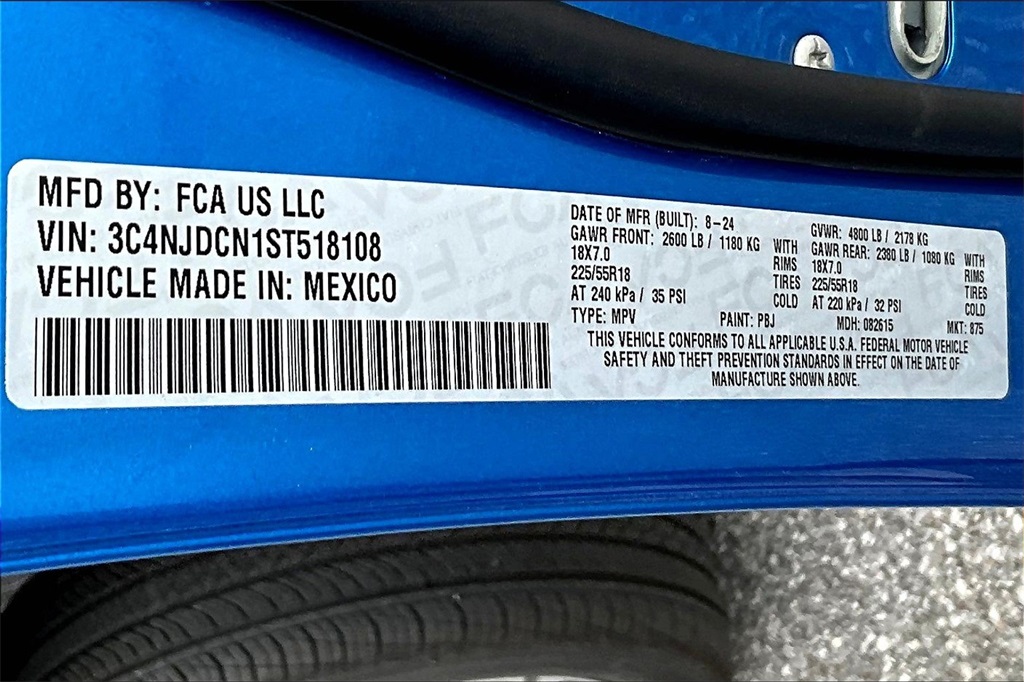 MFD BY: FCA US LLC
VIN: 3C4NJDCN1ST518108
VEHICLE MADE IN: MEXICO
DATE OF MFR (BUILT): 8-24 GVWR: 4800 LB / 2178 KG
GAWR FRONT: 2600 LB / 1180 KG WITH GAWR REAR: 2380 LB / 1080 KG WITH
18X7.0 RIMS 18X7.0 RIMS
225/55R18 TIRES 225/55R18 TIRES
AT 240 kPa / 35 PSI COLD AT 220 kPa / 32 PSI COLD
TYPE: MPV PAINT: PBJ MDH: 082615 MKT: 875
THIS VEHICLE CONFORMS TO ALL APPLICABLE U.S.A. FEDERAL MOTOR VEHICLE
SAFETY AND THEFT PREVENTION STANDARDS IN EFFECT ON THE DATE OF
MANUFACTURE SHOWN ABOVE.